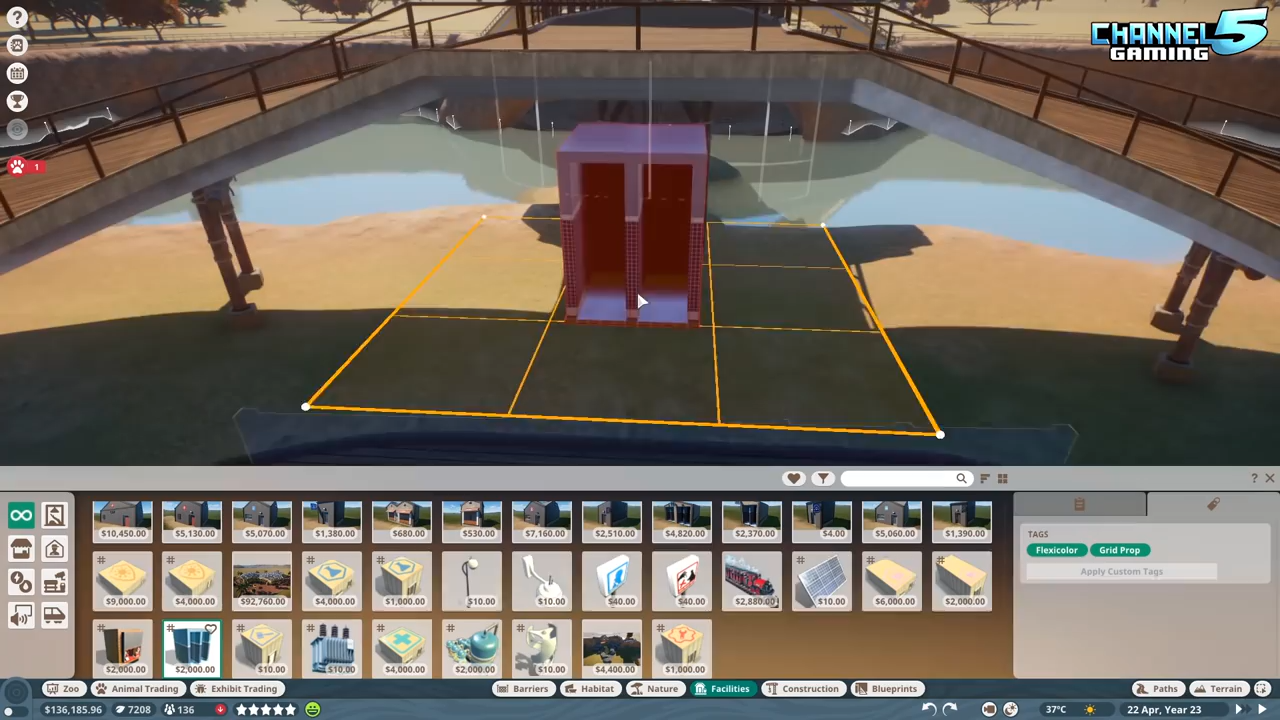 ?
CHANNEL 5
GAMING
1
? ×
$10,450.00 $5,130.00 $5,070.00 $1,380.00 $680.00 $530.00 $7,160.00 $2,510.00 $4,820.00 $2,370.00 $4.00 $5,060.00 $1,390.00
$9,000.00 $4,000.00 $92,760.00 $4,000.00 $1,000.00 $10.00 $10.00 $40.00 $40.00 $2,880.00 $10.00 $6,000.00 $2,000.00
$2,000.00 $2,000.00 $10.00 $10.00 $4,000.00 $2,000.00 $10.00 $4,400.00 $1,000.00
TAGS
Flexicolor Grid Prop
Apply Custom Tags
Zoo Animal Trading Exhibit Trading Barriers Habitat Nature Facilities Construction Blueprints Paths Terrain
$136,185.96 7208 136 37°C 22 Apr, Year 23